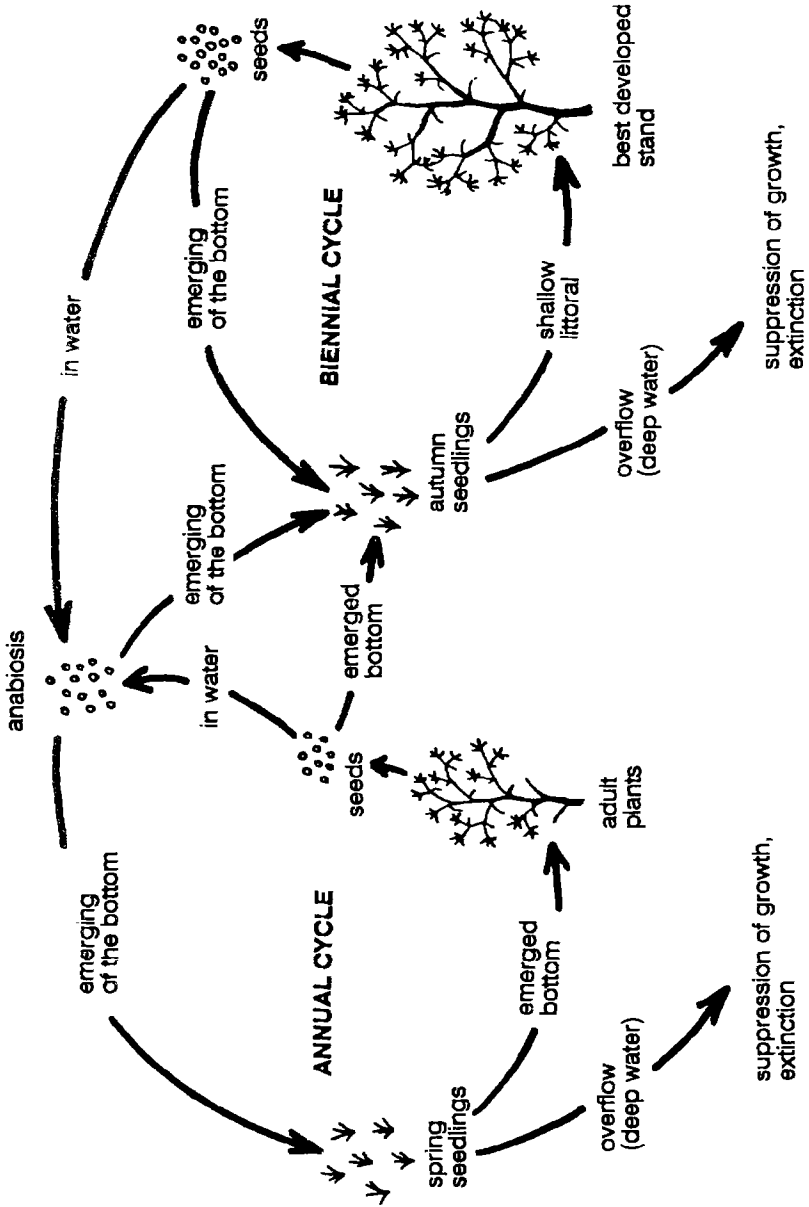 anabiosis
in water
seeds
emerging
of the bottom
emerging
of the bottom
emerging
of the bottom
in water
BIENNIAL CYCLE
ANNUAL CYCLE
seeds
emerged
bottom
autumn
seedlings
shallow
littoral
best developed
stand
adult
plants
spring
seedlings
emerged
bottom
overflow
(deep water)
overflow
(deep water)
suppression of growth,
extinction
suppression of growth,
extinction